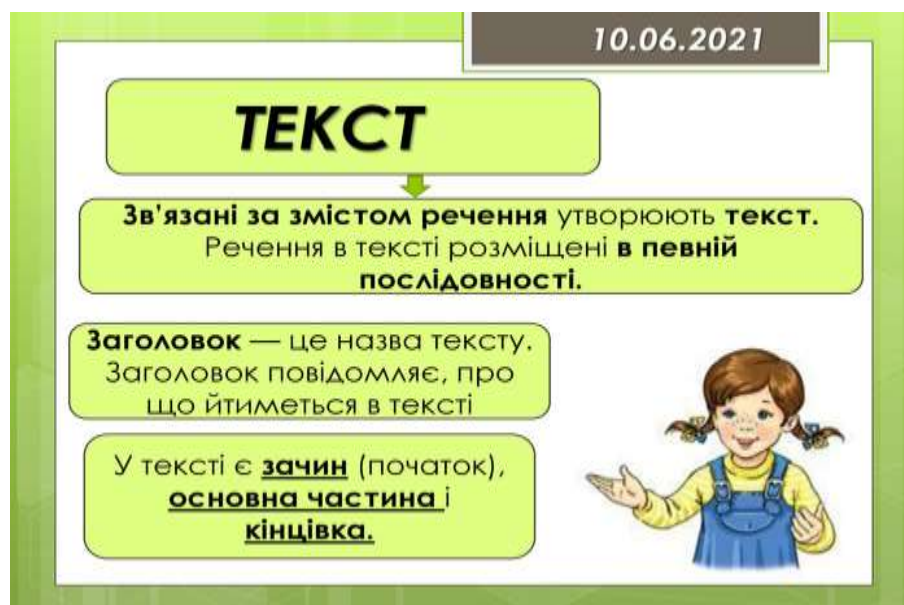 10.06.2021
ТЕКСТ
Зв’язані за змістом речення утворюють текст.
Речення в тексті розміщені в певній
послідовності.
Заголовок — це назва тексту.
Заголовок повідомляє, про
що йтиметься в тексті
У тексті є зачин (початок),
основна частина і
кінцівка.